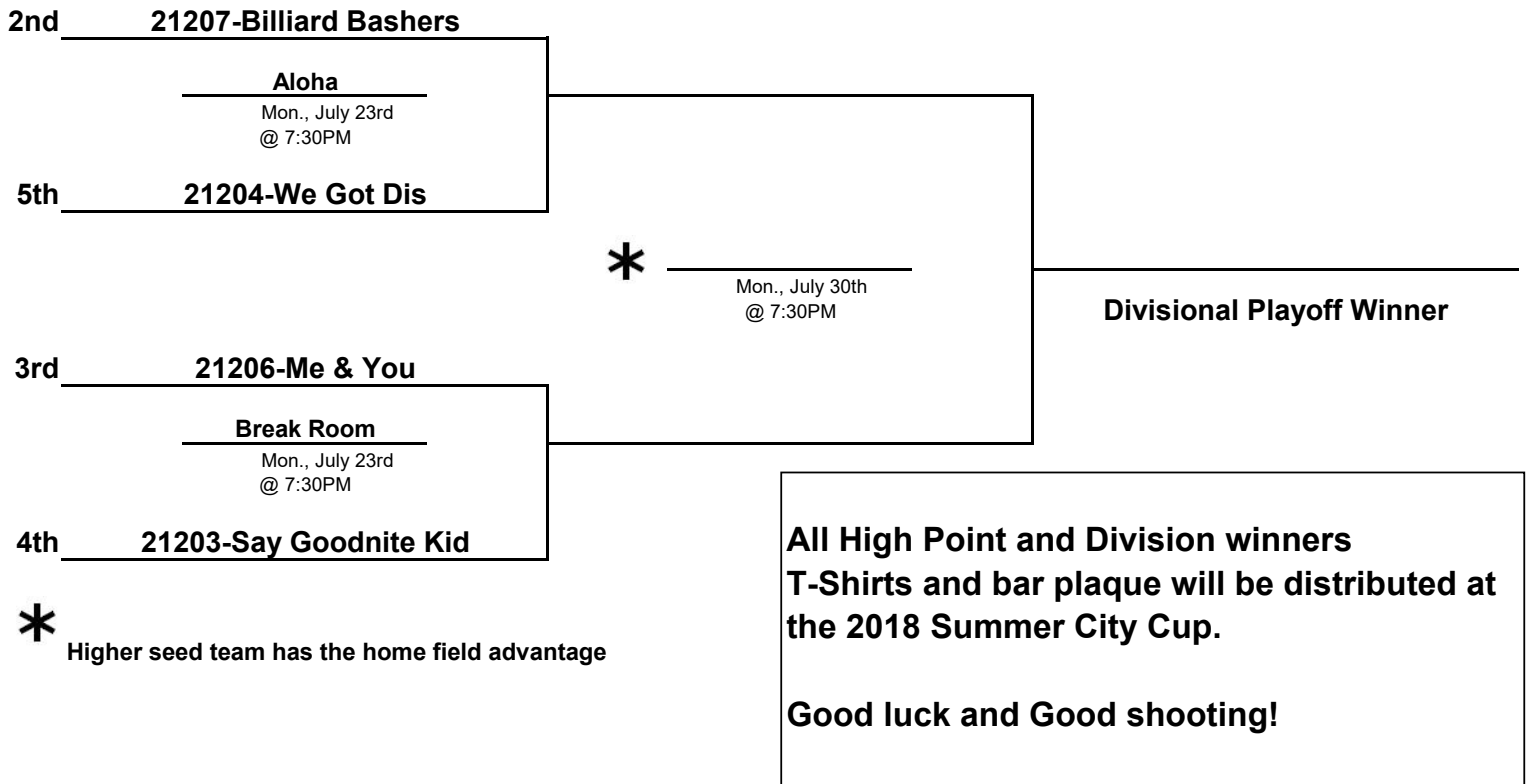 2nd 21207-Billiard Bashers
Aloha
Mon., July 23rd
@ 7:30PM
5th 21204-We Got Dis
*
Mon., July 30th
@ 7:30PM
Divisional Playoff Winner
3rd 21206-Me & You
Break Room
Mon., July 23rd
@ 7:30PM
4th 21203-Say Goodnite Kid
* Higher seed team has the home field advantage
All High Point and Division winners
T-Shirts and bar plaque will be distributed at
the 2018 Summer City Cup.
Good luck and Good shooting!